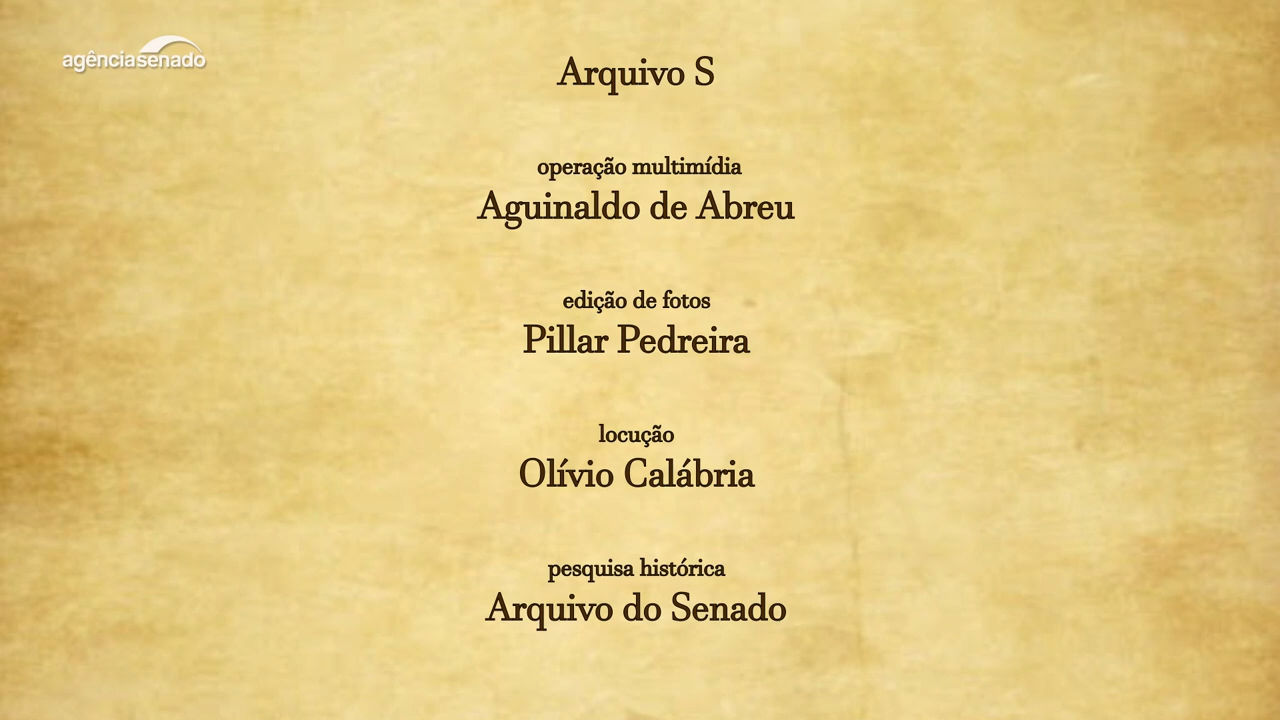 agênciasenado
Arquivo S
operação multimídia
Aguinaldo de Abreu
edição de fotos
Pillar Pedreira
locução
Olívio Calábria
pesquisa histórica
Arquivo do Senado